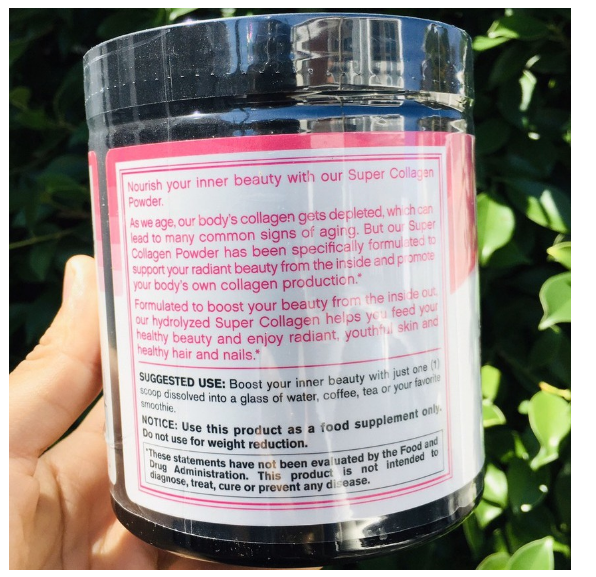 Nourish your inner beauty with our Super Collagen
Powder.
As we age, our body's collagen gets depleted, which can
lead to many common signs of aging. But our Super
Collagen Powder has been specifically formulated to
support your radiant beauty from the inside and promote
your body's own collagen production.*
Formulated to boost your beauty from the inside out,
our hydrolyzed Super Collagen helps you feed your
healthy beauty and enjoy radiant, youthful skin and
healthy hair and nails.*
SUGGESTED USE: Boost your inner beauty with just one (1)
scoop dissolved into a glass of water, coffee, tea or your favorite
smoothie.
NOTICE: Use this product as a food supplement only.
Do not use for weight reduction.
*These statements have not been evaluated by the Food and
Drug Administration. This product is not intended to
diagnose, treat, cure or prevent any disease.